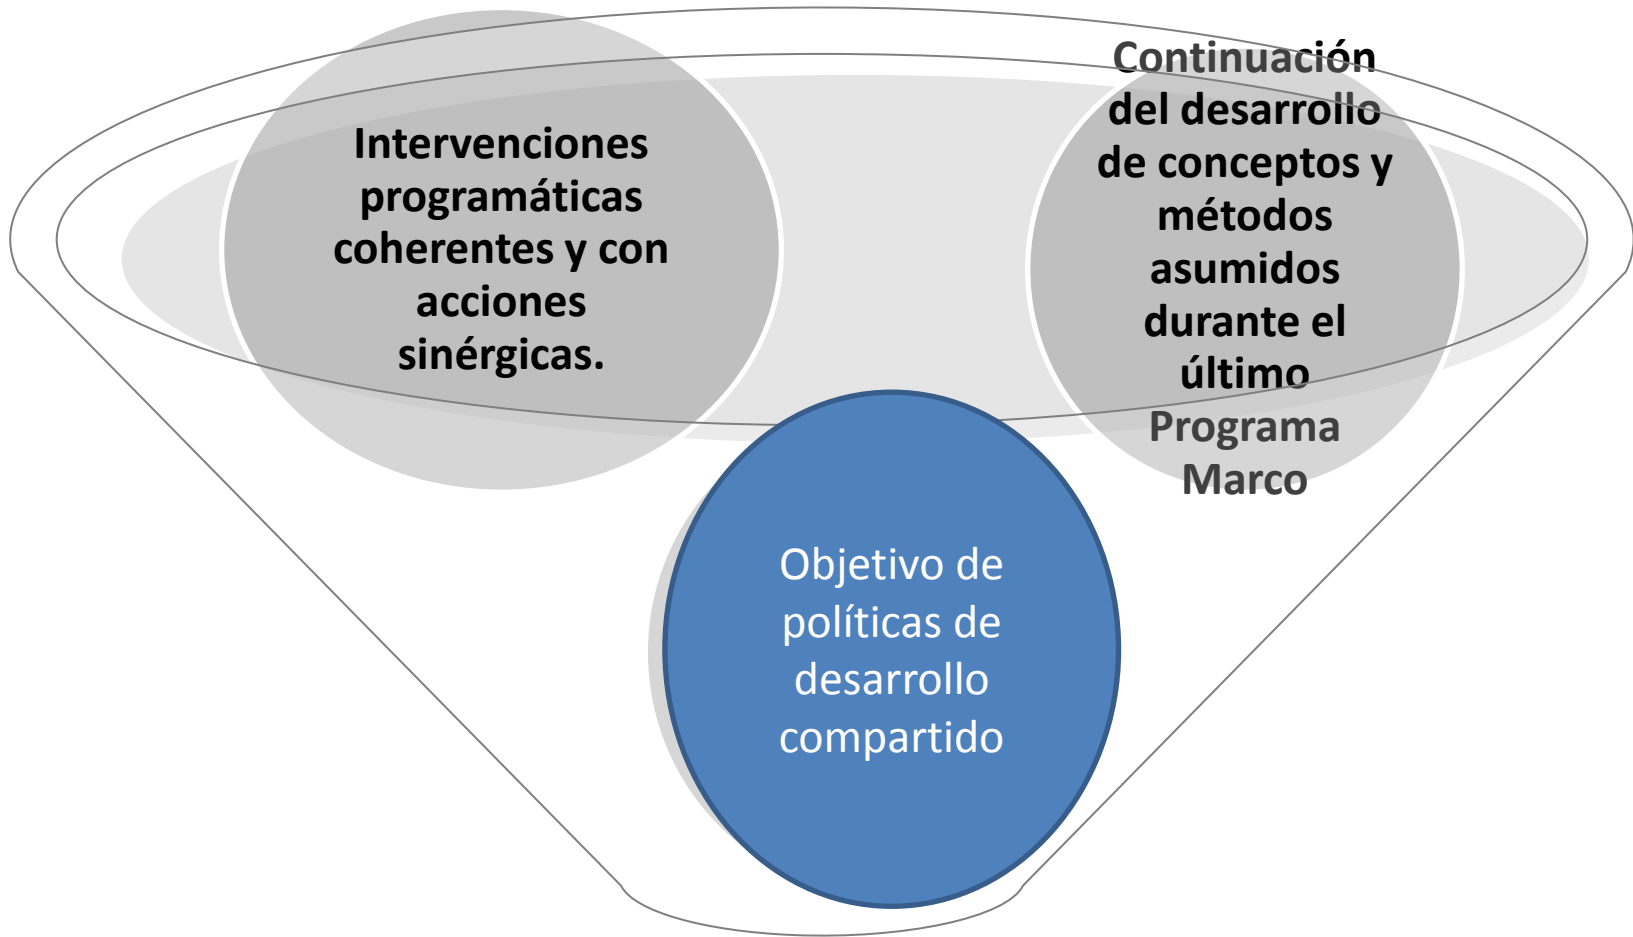 Intervenciones
programáticas
coherentes y con
acciones
sinérgicas.
Continuación
del desarrollo
de conceptos y
métodos
asumidos
durante el
último
Programa
Marco
Objetivo de
políticas de
desarrollo
compartido